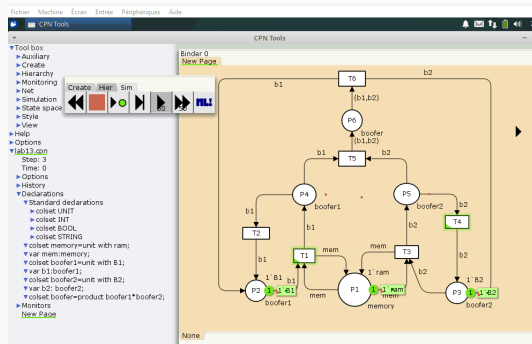 Fichier Machine Écran Entrée Périphériques Aide
CPN Tools
CPN Tools
Tool box
Auxiliary
Create
Hierarchy
Monitoring
Net
Simulation
State space
Style
View
Help
Options
lab13.cpn
Step: 3
Time: 0
Options
History
Declarations
Standard declarations
colset UNIT
colset INT
colset BOOL
colset STRING
colset memory=unit with ram;
var mem:memory;
colset boofer1=unit with B1;
var b1:boofer1;
colset boofer2=unit with B2;
var b2: boofer2;
colset boofer=product boofer1*boofer2;
Monitors
New Page
Create Hier Sim
50
ML!
Binder 0
New Page
T6
b1
b2
(b1,b2)
P6
boofer
(b1,b2)
T5
b1
b2
P4
boofer1
P5
boofer2
b1
b1
b2
b2
T2
T4
b1
T1
mem
mem
T3
b2
b2
1`B1
b1
P2
1
1`B1
boofer1
mem
1`ram
P1
1
1`ram
memory
mem
1`B2
P3
1
1`B2
boofer2
None